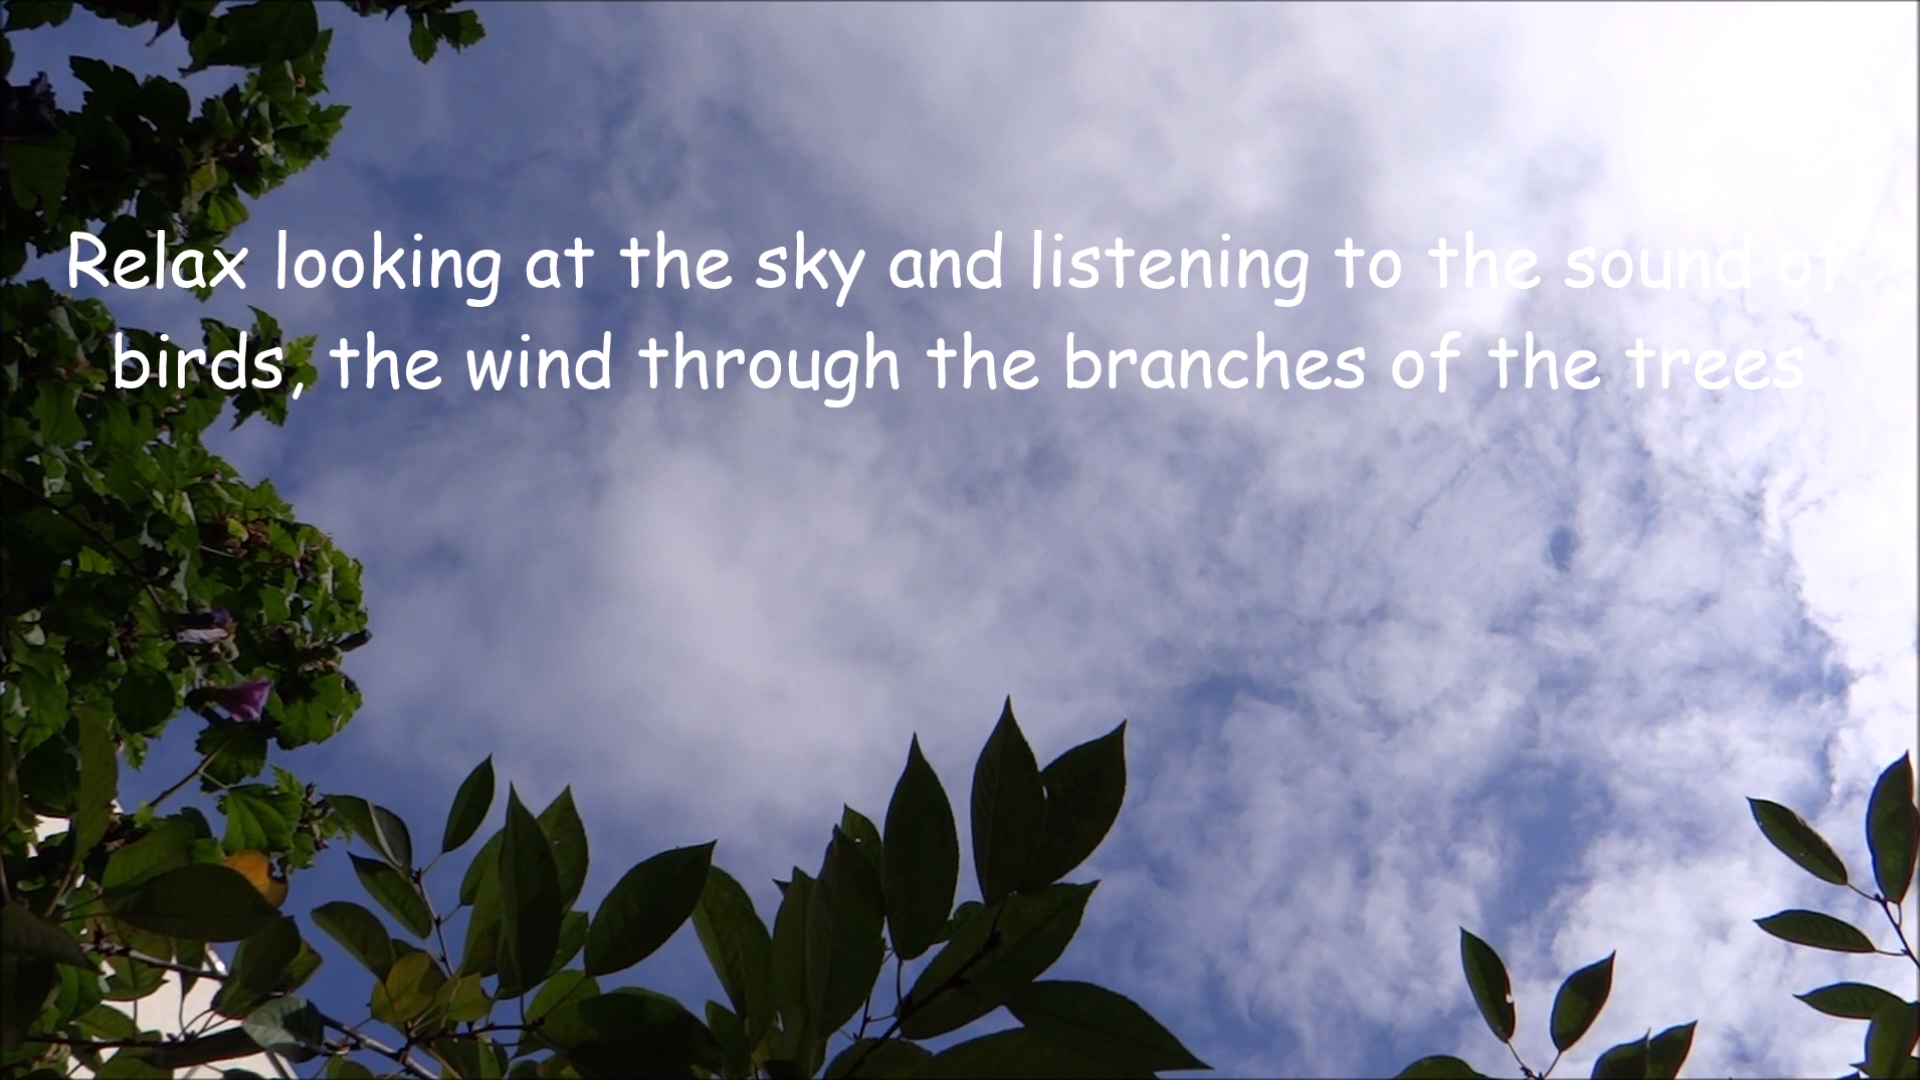 Relax looking at the sky and listening to the sound of
birds, the wind through the branches of the trees